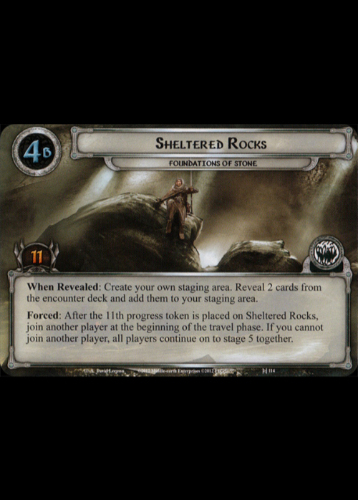 4B
SHELTERED ROCKS
FOUNDATIONS OF STONE
11
When Revealed: Create your own staging area. Reveal 2 cards from
the encounter deck and add them to your staging area.
Forced: After the 11th progress token is placed on Sheltered Rocks,
join another player at the beginning of the travel phase. If you cannot
join another player, all players continue on to stage 5 together.
114